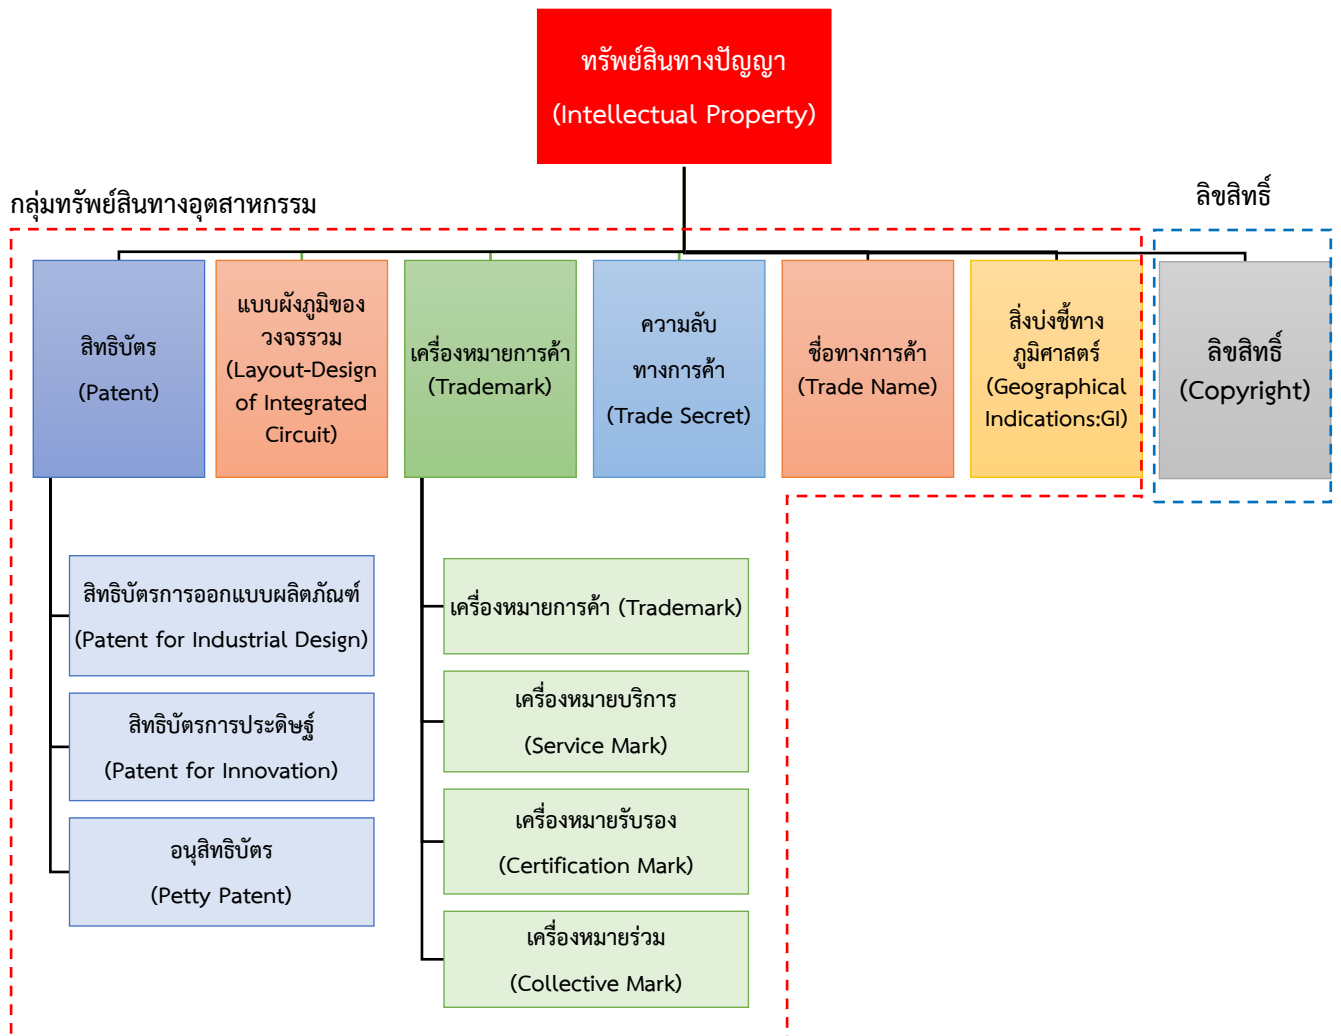 ทรัพย์สินทางปัญญา
(Intellectual Property)
กลุ่มทรัพย์สินทางอุตสาหกรรม
ลิขสิทธิ์
สิทธิบัตร
(Patent)
แบบผังภูมิของ
วงจรรวม
(Layout-Design
of Integrated
Circuit)
เครื่องหมายการค้า
(Trademark)
ความลับ
ทางการค้า
(Trade Secret)
ชื่อทางการค้า
(Trade Name)
สิ่งบ่งชี้ทาง
ภูมิศาสตร์
(Geographical
Indications:GI)
ลิขสิทธิ์
(Copyright)
สิทธิบัตรการออกแบบผลิตภัณฑ์
(Patent for Industrial Design)
สิทธิบัตรการประดิษฐ์
(Patent for Innovation)
อนุสิทธิบัตร
(Petty Patent)
เครื่องหมายการค้า (Trademark)
เครื่องหมายบริการ
(Service Mark)
เครื่องหมายรับรอง
(Certification Mark)
เครื่องหมายร่วม
(Collective Mark)